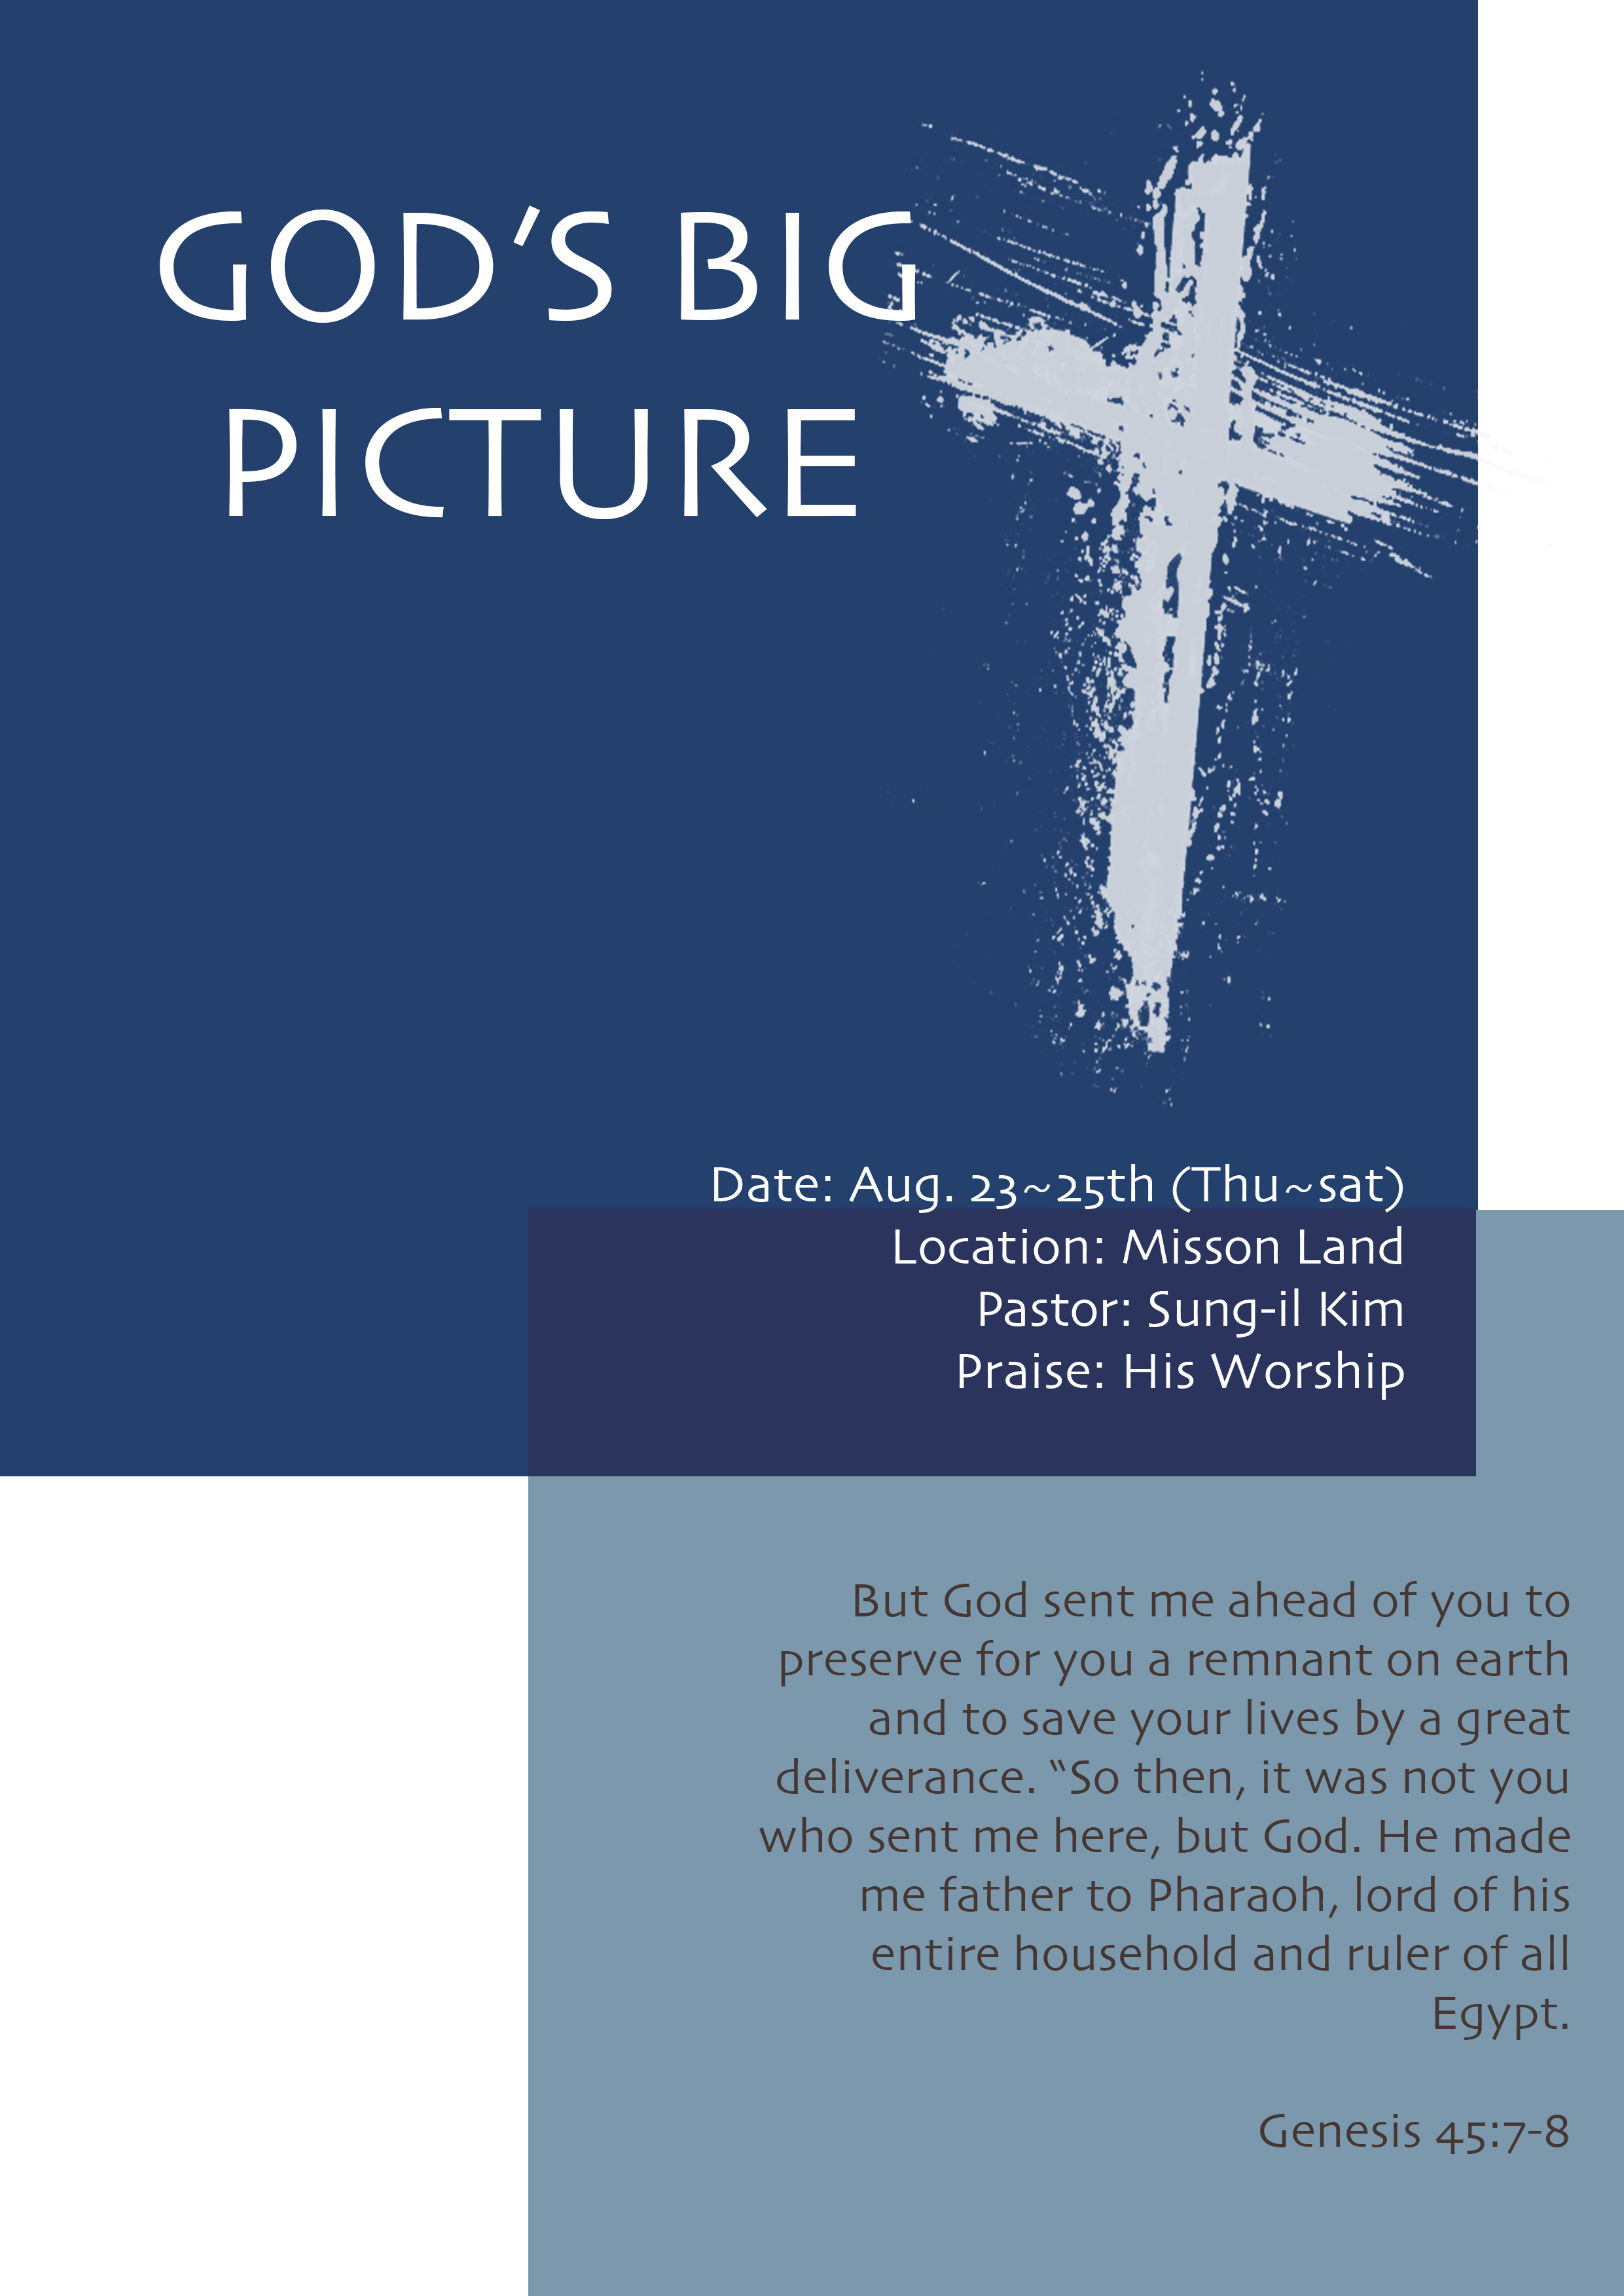 GOD'S BIG
PICTURE
Date: Aug. 23~25th (Thu~sat)
Location: Misson Land
Pastor: Sung-il Kim
Praise: His Worship
But God sent me ahead of you to
preserve for you a remnant on earth
and to save your lives by a great
deliverance. “So then, it was not you
who sent me here, but God. He made
me father to Pharaoh, lord of his
entire household and ruler of all
Egypt.
Genesis 45:7-8